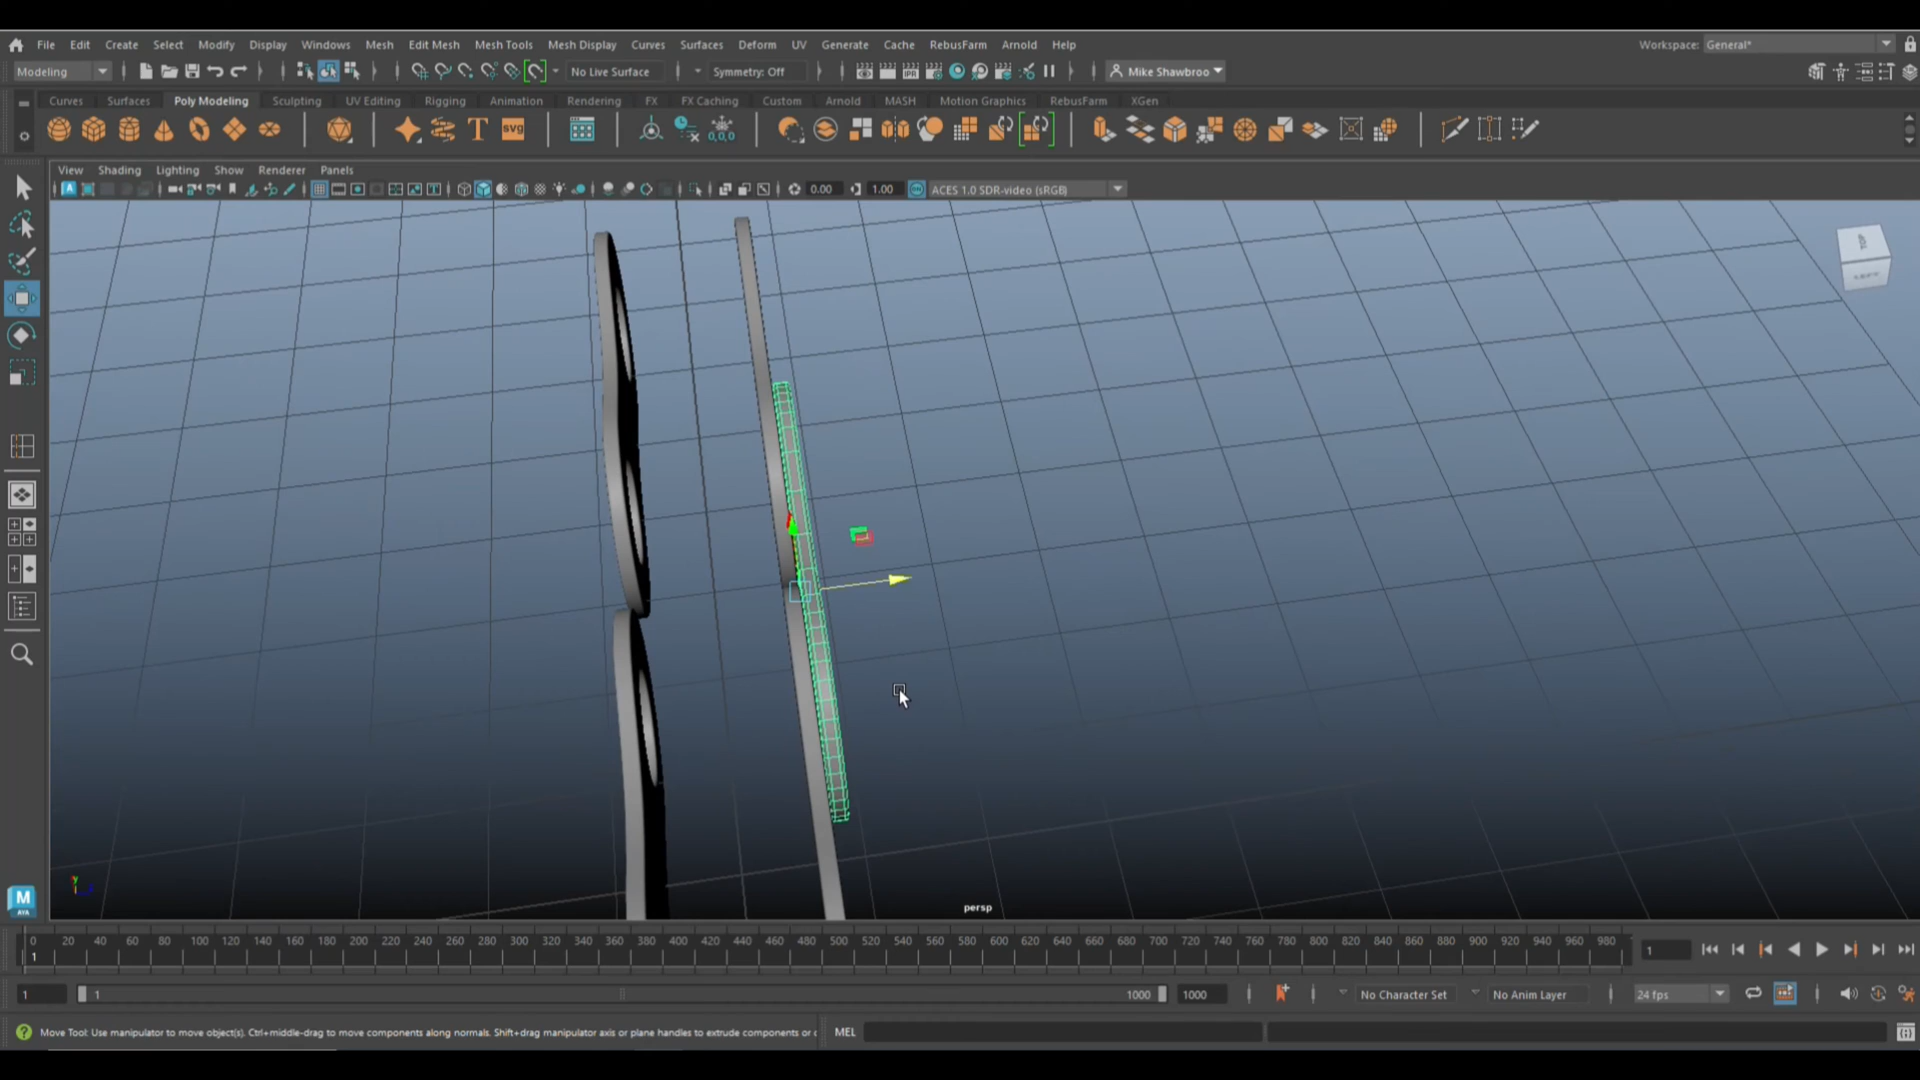 File Edit Create Select Modify Display Windows Mesh Edit Mesh Mesh Tools Mesh Display Curves Surfaces Deform UV Generate Cache RebusFarm Arnold Help Workspace: General*
Modeling No Live Surface Symmetry: Off Mike Shawbroo
Curves Surfaces Poly Modeling Sculpting UV Editing Rigging Animation Rendering FX FX Caching Custom Arnold MASH Motion Graphics RebusFarm XGen
T SVG 0,0,0
View Shading Lighting Show Renderer Panels
0.00 1.00 ACES 1.0 SDR-video (sRGB)
persp
0 20 40 60 80 100 120 140 160 180 200 220 240 260 280 300 320 340 360 380 400 420 440 460 480 500 520 540 560 580 600 620 640 660 680 700 720 740 760 780 800 820 840 860 880 900 920 940 960 980
1 1
1 1 1000 1000 No Character Set No Anim Layer 24 fps
Move Tool: Use manipulator to move object(s). Ctrl+middle-drag to move components along normals. Shift+drag manipulator axis or plane handles to extrude components or MEL